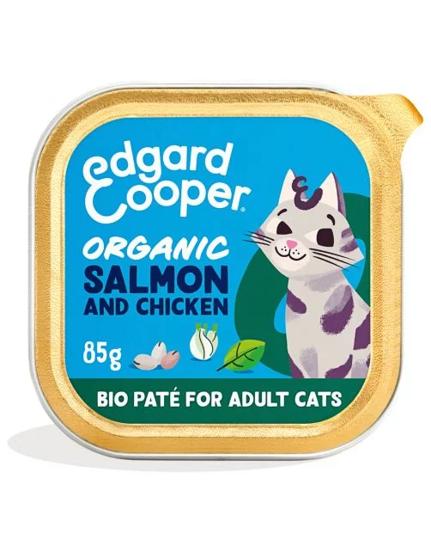 edgard
Cooper®
ORGANIC
SALMON
AND CHICKEN
85g
BIO PATÉ FOR ADULT CATS